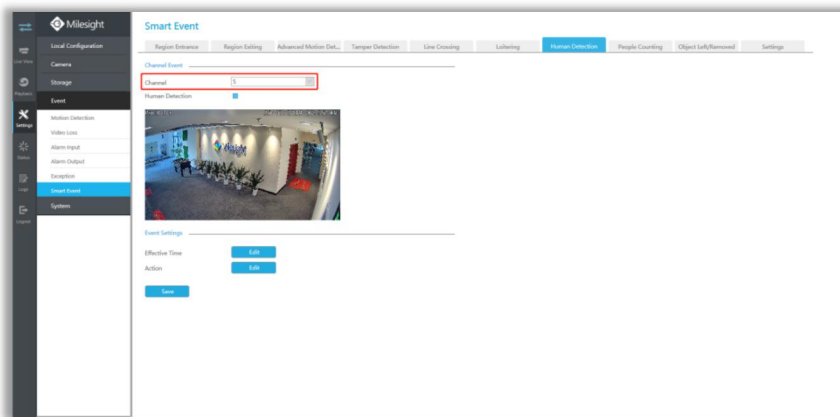 Milesight
Live View
Playback
Settings
Status
Logs
Logout
Local Configuration
Camera
Storage
Event
Motion Detection
Video Loss
Alarm Input
Alarm Output
Exception
Smart Event
System
Smart Event
Region Entrance Region Exiting Advanced Motion Det... Tamper Detection Line Crossing Loitering Human Detection People Counting Object Left/Removed Settings
Channel Event
Channel 5
Human Detection
Milesight
Event Settings
Effective Time Edit
Action Edit
Save